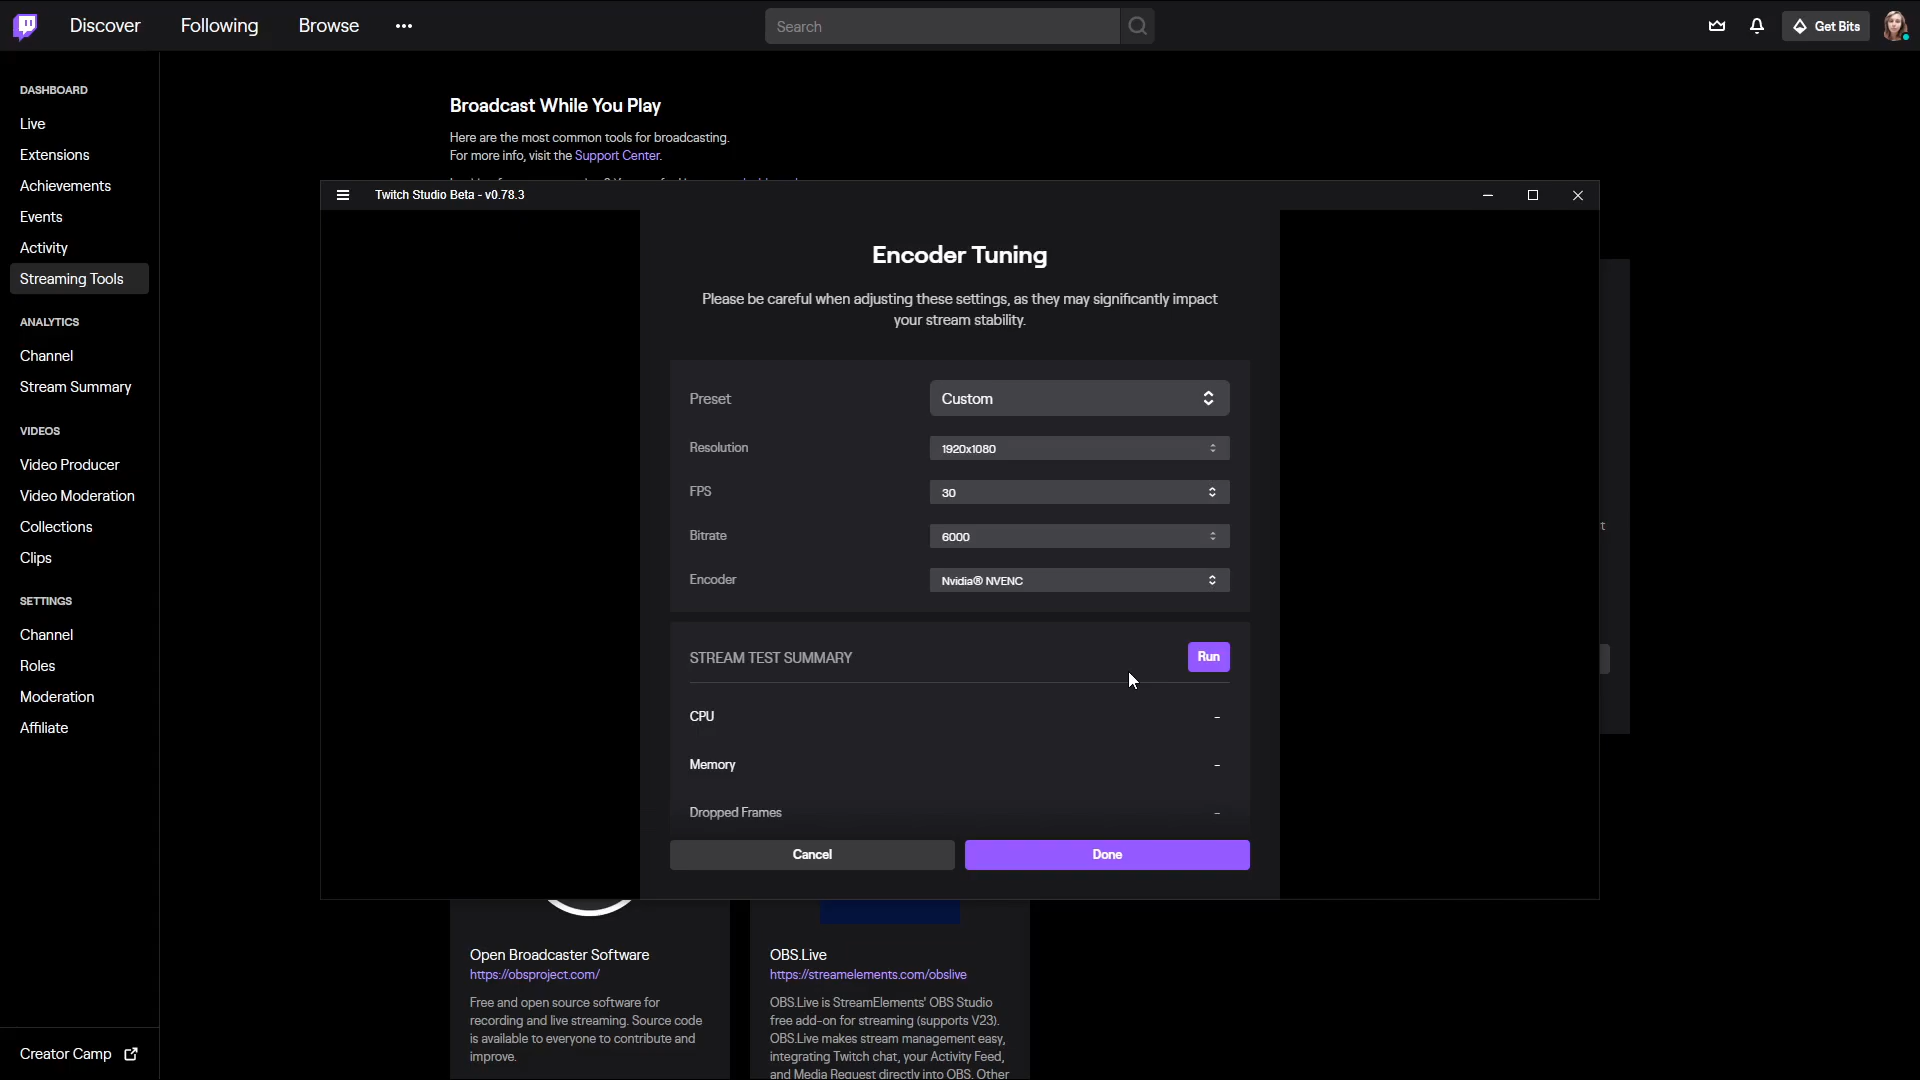 Discover
Following
Browse
Search
Get Bits
DASHBOARD
Live
Extensions
Achievements
Events
Activity
Streaming Tools
ANALYTICS
Channel
Stream Summary
VIDEOS
Video Producer
Video Moderation
Collections
Clips
SETTINGS
Channel
Roles
Moderation
Affiliate
Creator Camp
Broadcast While You Play
Here are the most common tools for broadcasting.
For more info, visit the Support Center.
Twitch Studio Beta - v0.78.3
Encoder Tuning
Please be careful when adjusting these settings, as they may significantly impact
your stream stability.
Preset
Custom
Resolution
1920x1080
FPS
30
Bitrate
6000
Encoder
Nvidia® NVENC
STREAM TEST SUMMARY
Run
CPU
-
Memory
-
Dropped Frames
-
Cancel
Done
t
Open Broadcaster Software
https://obsproject.com/
Free and open source software for
recording and live streaming. Source code
is available to everyone to contribute and
improve.
OBS.Live
https://streamelements.com/obslive
OBS.Live is StreamElements' OBS Studio
free add-on for streaming (supports V23).
OBS.Live makes stream management easy,
integrating Twitch chat, your Activity Feed,
and Media Request directly into OBS. Other